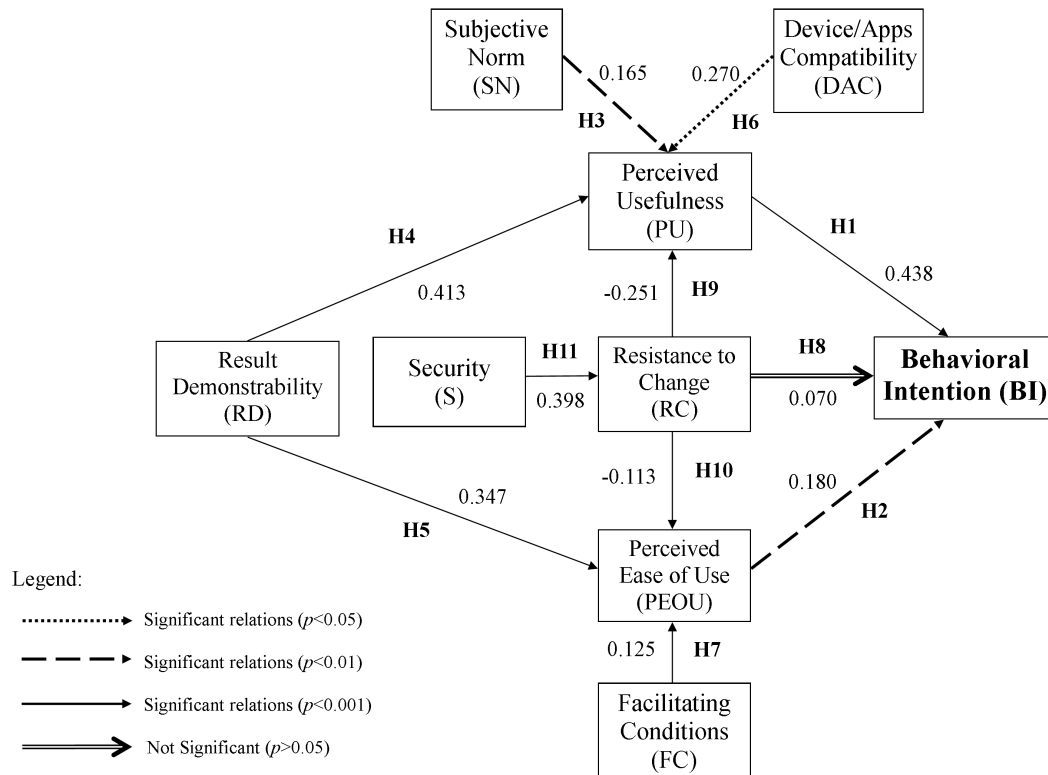 Subjective
Norm
(SN)
Device/Apps
Compatibility
(DAC)
0.165
0.270
H3
H6
Perceived
Usefulness
(PU)
H4
H1
0.413
-0.251
H9
0.438
Result
Demonstrability
(RD)
Security
(S)
H11
0.398
Resistance to
Change
(RC)
H8
0.070
Behavioral
Intention (BI)
0.347
H5
-0.113
H10
0.180
H2
Perceived
Ease of Use
(PEOU)
0.125
H7
Facilitating
Conditions
(FC)
Legend:
Significant relations (p<0.05)
Significant relations (p<0.01)
Significant relations (p<0.001)
Not Significant (p>0.05)